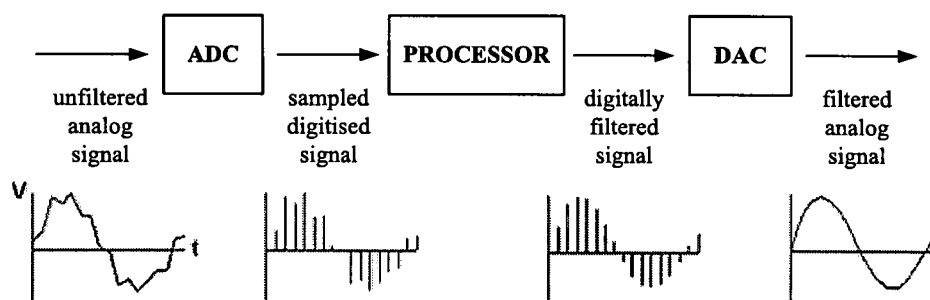 ADC
PROCESSOR
DAC
unfiltered
analog
signal
sampled
digitised
signal
digitally
filtered
signal
filtered
analog
signal
V
t